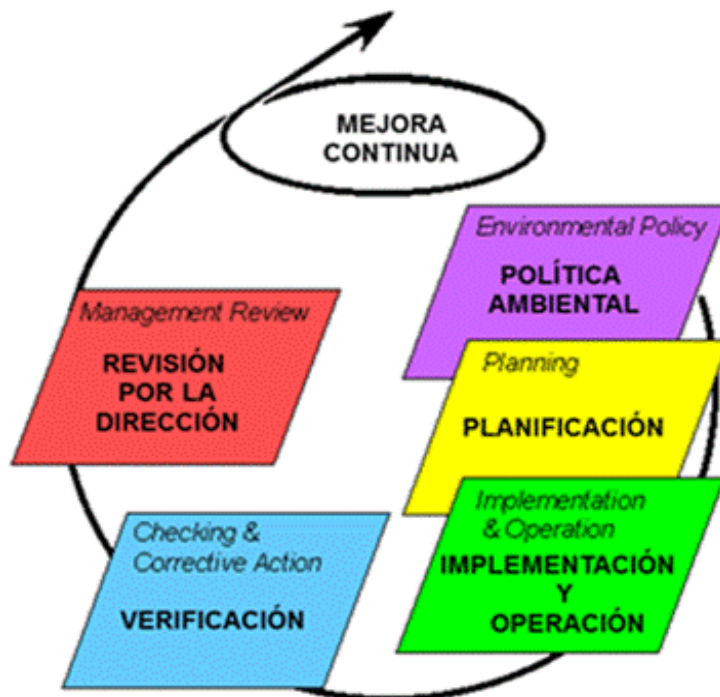 MEJORA
CONTINUA
Environmental Policy
POLÍTICA
AMBIENTAL
Planning
PLANIFICACIÓN
Implementation
& Operation
IMPLEMENTACIÓN
Y
OPERACIÓN
Checking &
Corrective Action
VERIFICACIÓN
Management Review
REVISIÓN
POR LA
DIRECCIÓN